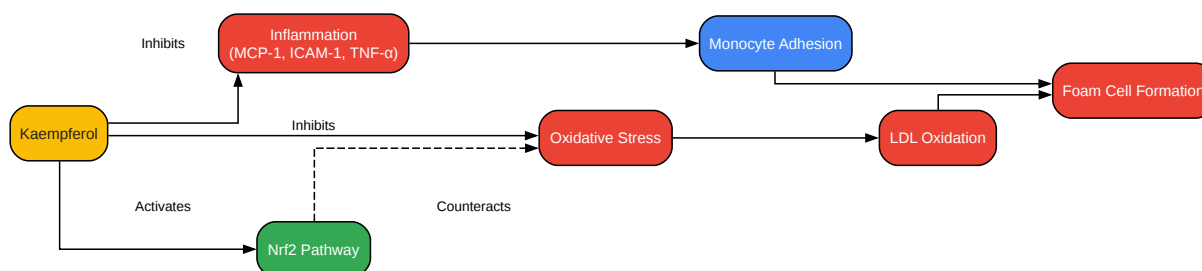 Inhibits
Inflammation
(MCP-1, ICAM-1, TNF-α)
Monocyte Adhesion
Foam Cell Formation
Kaempferol
Inhibits
Oxidative Stress
LDL Oxidation
Activates
Counteracts
Nrf2 Pathway